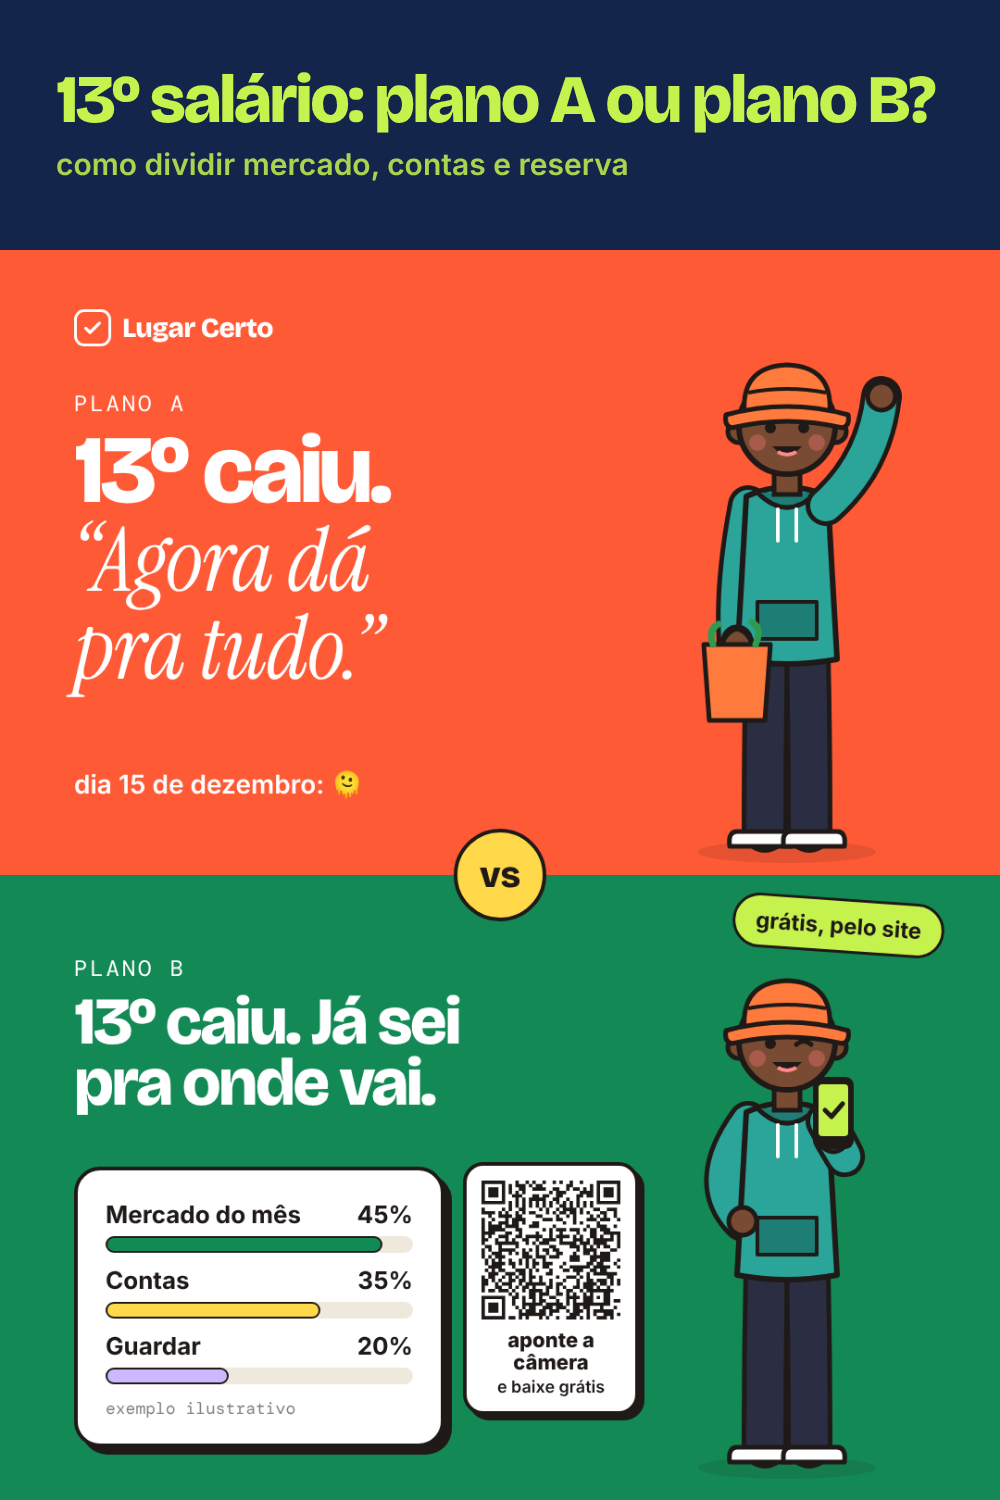 13º salário: plano A ou plano B?
como dividir mercado, contas e reserva
Lugar Certo
PLANO A
13º caiu.
“Agora dá
pra tudo.”
dia 15 de dezembro: 🫠
vs
grátis, pelo site
PLANO B
13º caiu. Já sei
pra onde vai.
Mercado do mês 45%
Contas 35%
Guardar 20%
exemplo ilustrativo
aponte a
câmera
e baixe grátis